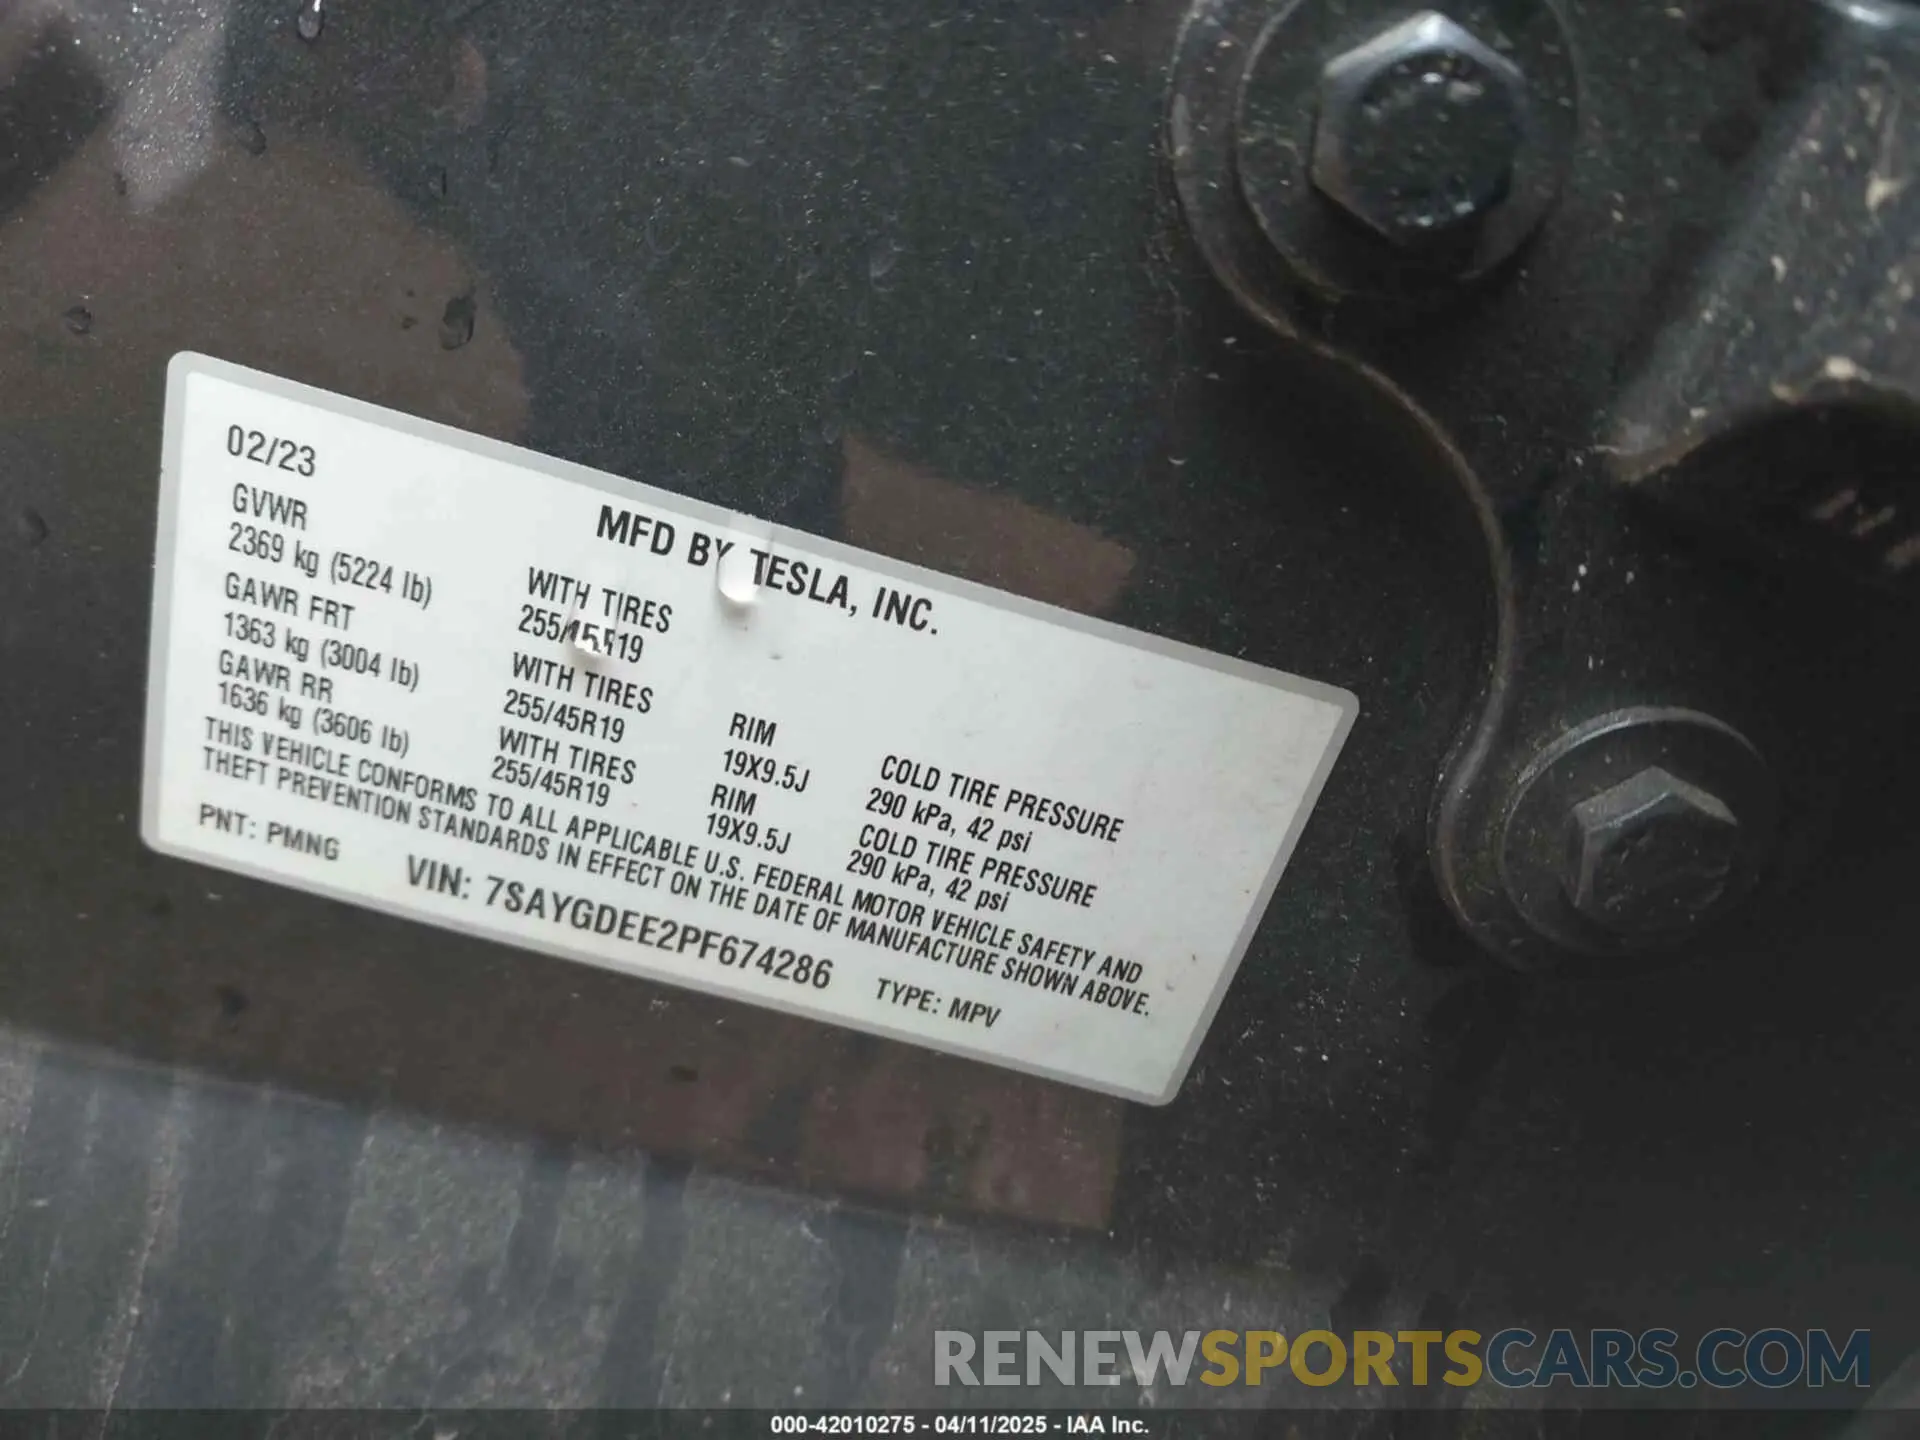 02/23
MFD BY TESLA, INC.
GVWR
2369 kg (5224 lb)
WITH TIRES
255/45R19
GAWR FRT
1363 kg (3004 lb)
WITH TIRES
255/45R19
RIM
19X9.5J
COLD TIRE PRESSURE
290 kPa, 42 psi
GAWR RR
1636 kg (3606 lb)
WITH TIRES
255/45R19
RIM
19X9.5J
COLD TIRE PRESSURE
290 kPa, 42 psi
THIS VEHICLE CONFORMS TO ALL APPLICABLE U.S. FEDERAL MOTOR VEHICLE SAFETY AND
THEFT PREVENTION STANDARDS IN EFFECT ON THE DATE OF MANUFACTURE SHOWN ABOVE.
PNT: PMNG
VIN: 7SAYGDEE2PF674286
TYPE: MPV
RENEWSPORTSCARS.COM
000-42010275 - 04/11/2025 - IAA Inc.